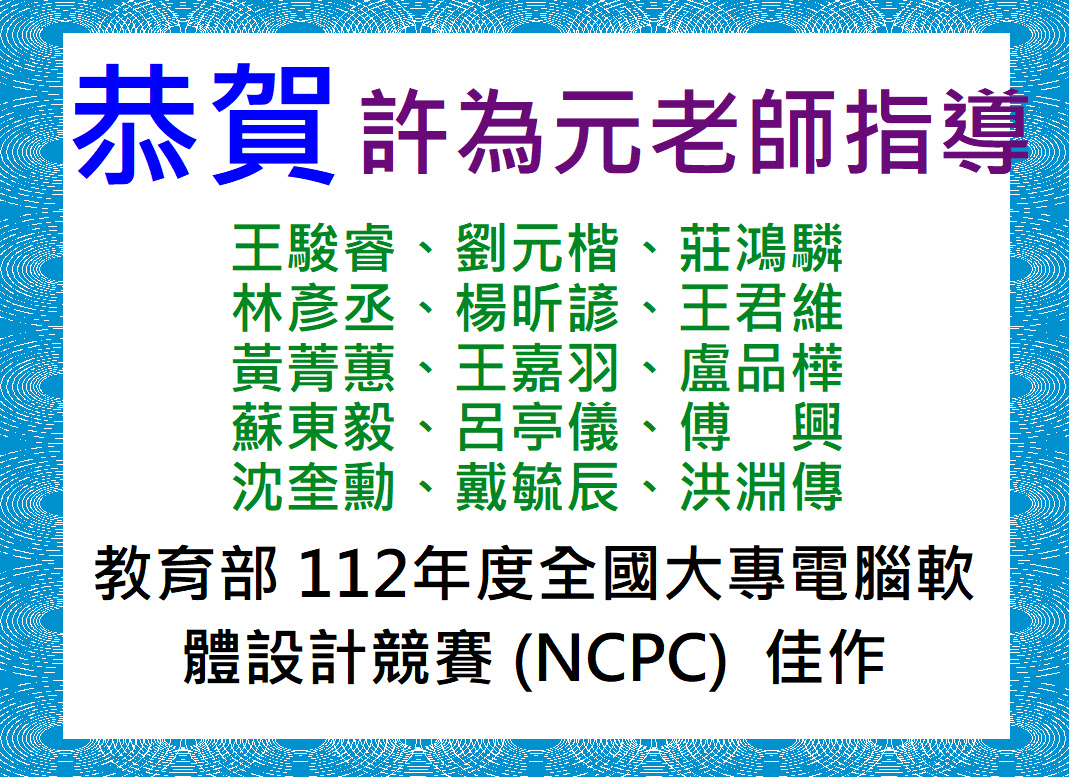 恭賀 許為元老師指導
王駿睿、劉元楷、莊鴻驎
林彥丞、楊昕諺、王君維
黃菁蕙、王嘉羽、盧品樺
蘇東毅、呂亭儀、傅　興
沈奎勳、戴毓辰、洪淵傳
教育部 112年度全國大專電腦軟
體設計競賽 (NCPC) 佳作